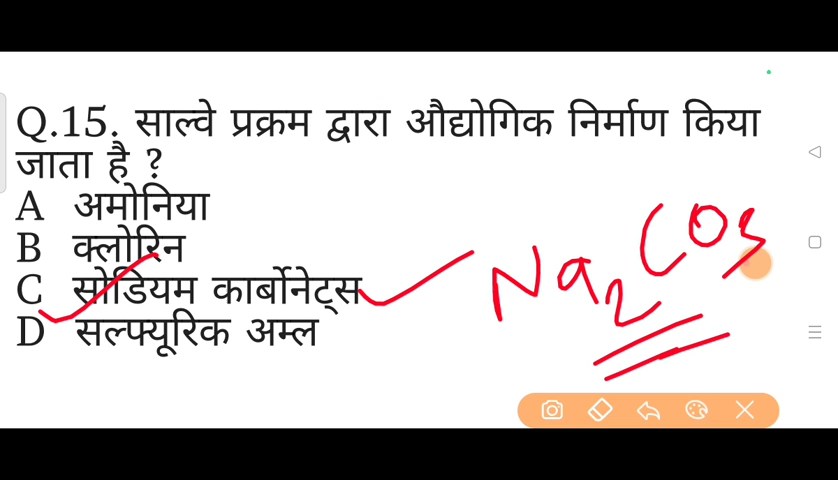 Q.15. साल्वे प्रक्रम द्वारा औद्योगिक निर्माण किया
जाता है ?
A अमोनिया
B क्लोरिन
C सोडियम कार्बोनेट्स
D सल्फ्यूरिक अम्ल
Na2CO3